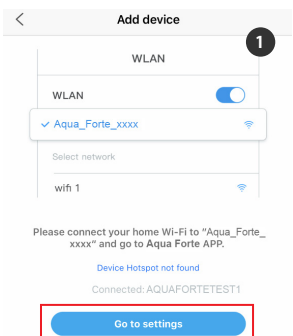 Add device
1
WLAN
WLAN
Aqua_Forte_xxxx
Select network
wifi 1
Please connect your home Wi-Fi to "Aqua_Forte_
xxxx" and go to Aqua Forte APP.
Device Hotspot not found
Connected: AQUAFORTETEST1
Go to settings